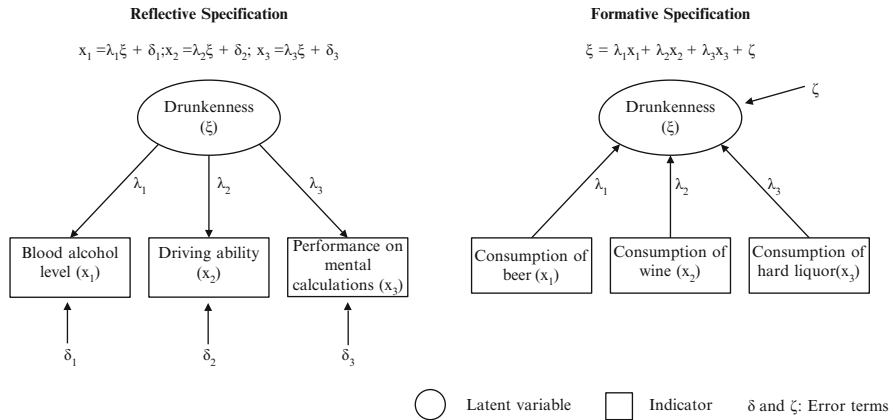 Reflective Specification
x₁ =λ₁ξ + δ₁;x₂ =λ₂ξ + δ₂; x₃ =λ₃ξ + δ₃
Drunkenness
(ξ)
λ₁
λ₂
λ₃
Blood alcohol
level (x₁)
Driving ability
(x₂)
Performance on
mental
calculations (x₃)
δ₁
δ₂
δ₃
Formative Specification
ξ = λ₁x₁+ λ₂x₂ + λ₃x₃ + ζ
Drunkenness
(ξ)
ζ
λ₁
λ₂
λ₃
Consumption of
beer (x₁)
Consumption of
wine (x₂)
Consumption of
hard liquor(x₃)
Latent variable
Indicator
δ and ζ: Error terms